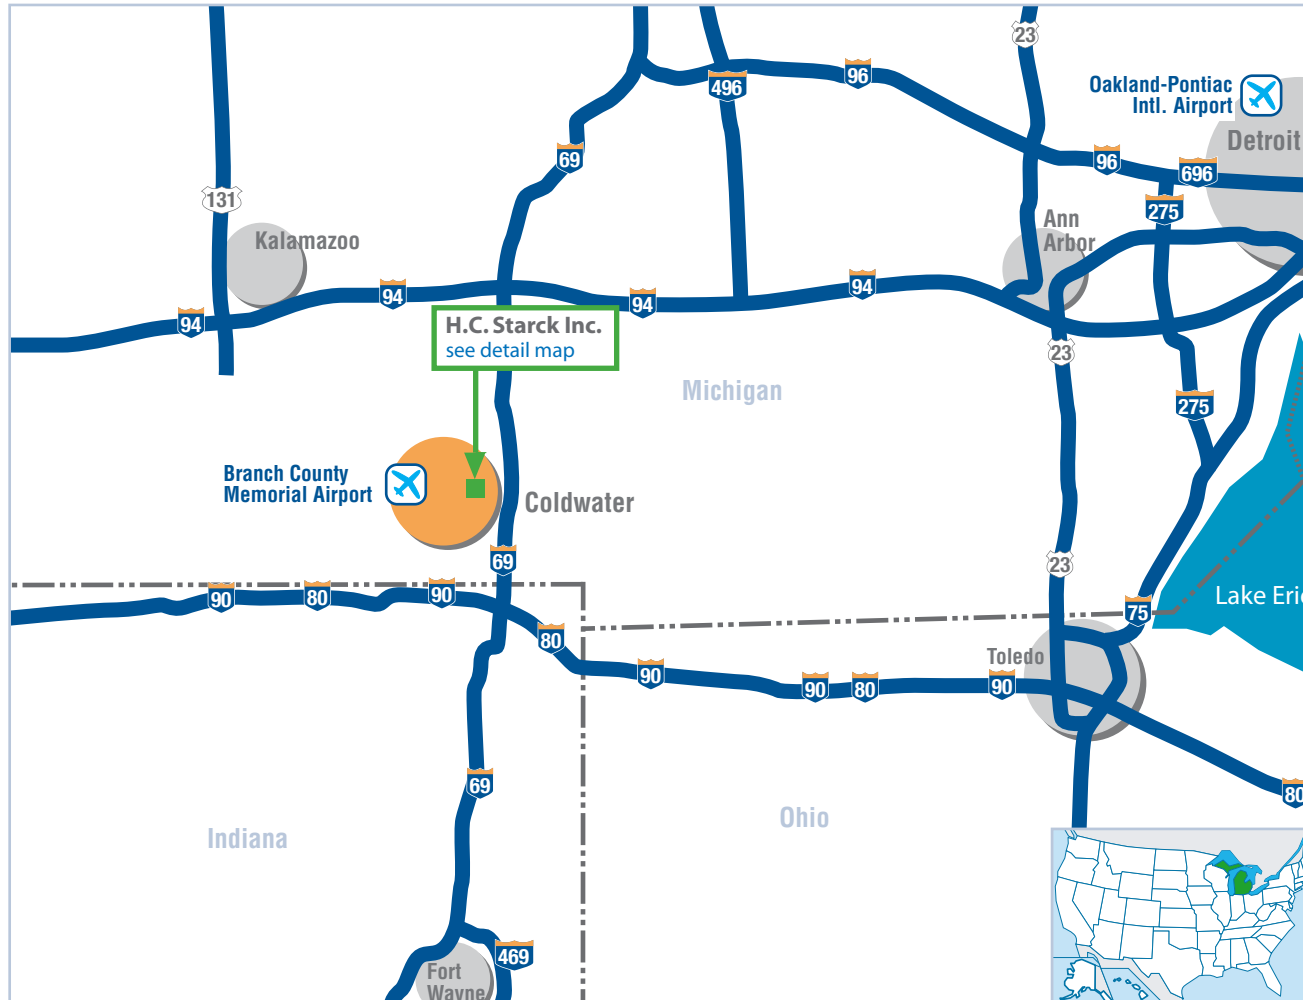 23
96
496
Oakland-Pontiac
Intl. Airport
Detroit
69
96
696
131
275
Ann
Arbor
Kalamazoo
94
94
94
94
H.C. Starck Inc.
see detail map
23
Michigan
275
Branch County
Memorial Airport
Coldwater
69
23
90
80
90
Lake Erie
75
80
Toledo
90
90
80
90
69
80
Ohio
Indiana
469
Fort
Wayne